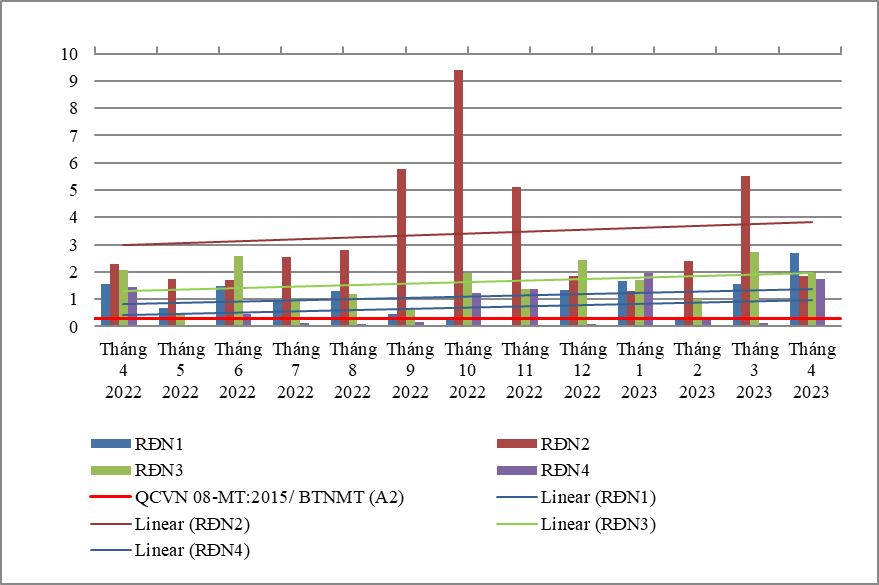 10
9
8
7
6
5
4
3
2
1
0
Tháng 4 2022
Tháng 5 2022
Tháng 6 2022
Tháng 7 2022
Tháng 8 2022
Tháng 9 2022
Tháng 10 2022
Tháng 11 2022
Tháng 12 2022
Tháng 1 2023
Tháng 2 2023
Tháng 3 2023
Tháng 4 2023
RĐN1
RĐN2
RĐN3
RĐN4
QCVN 08-MT:2015/ BTNMT (A2)
Linear (RĐN1)
Linear (RĐN2)
Linear (RĐN3)
Linear (RĐN4)